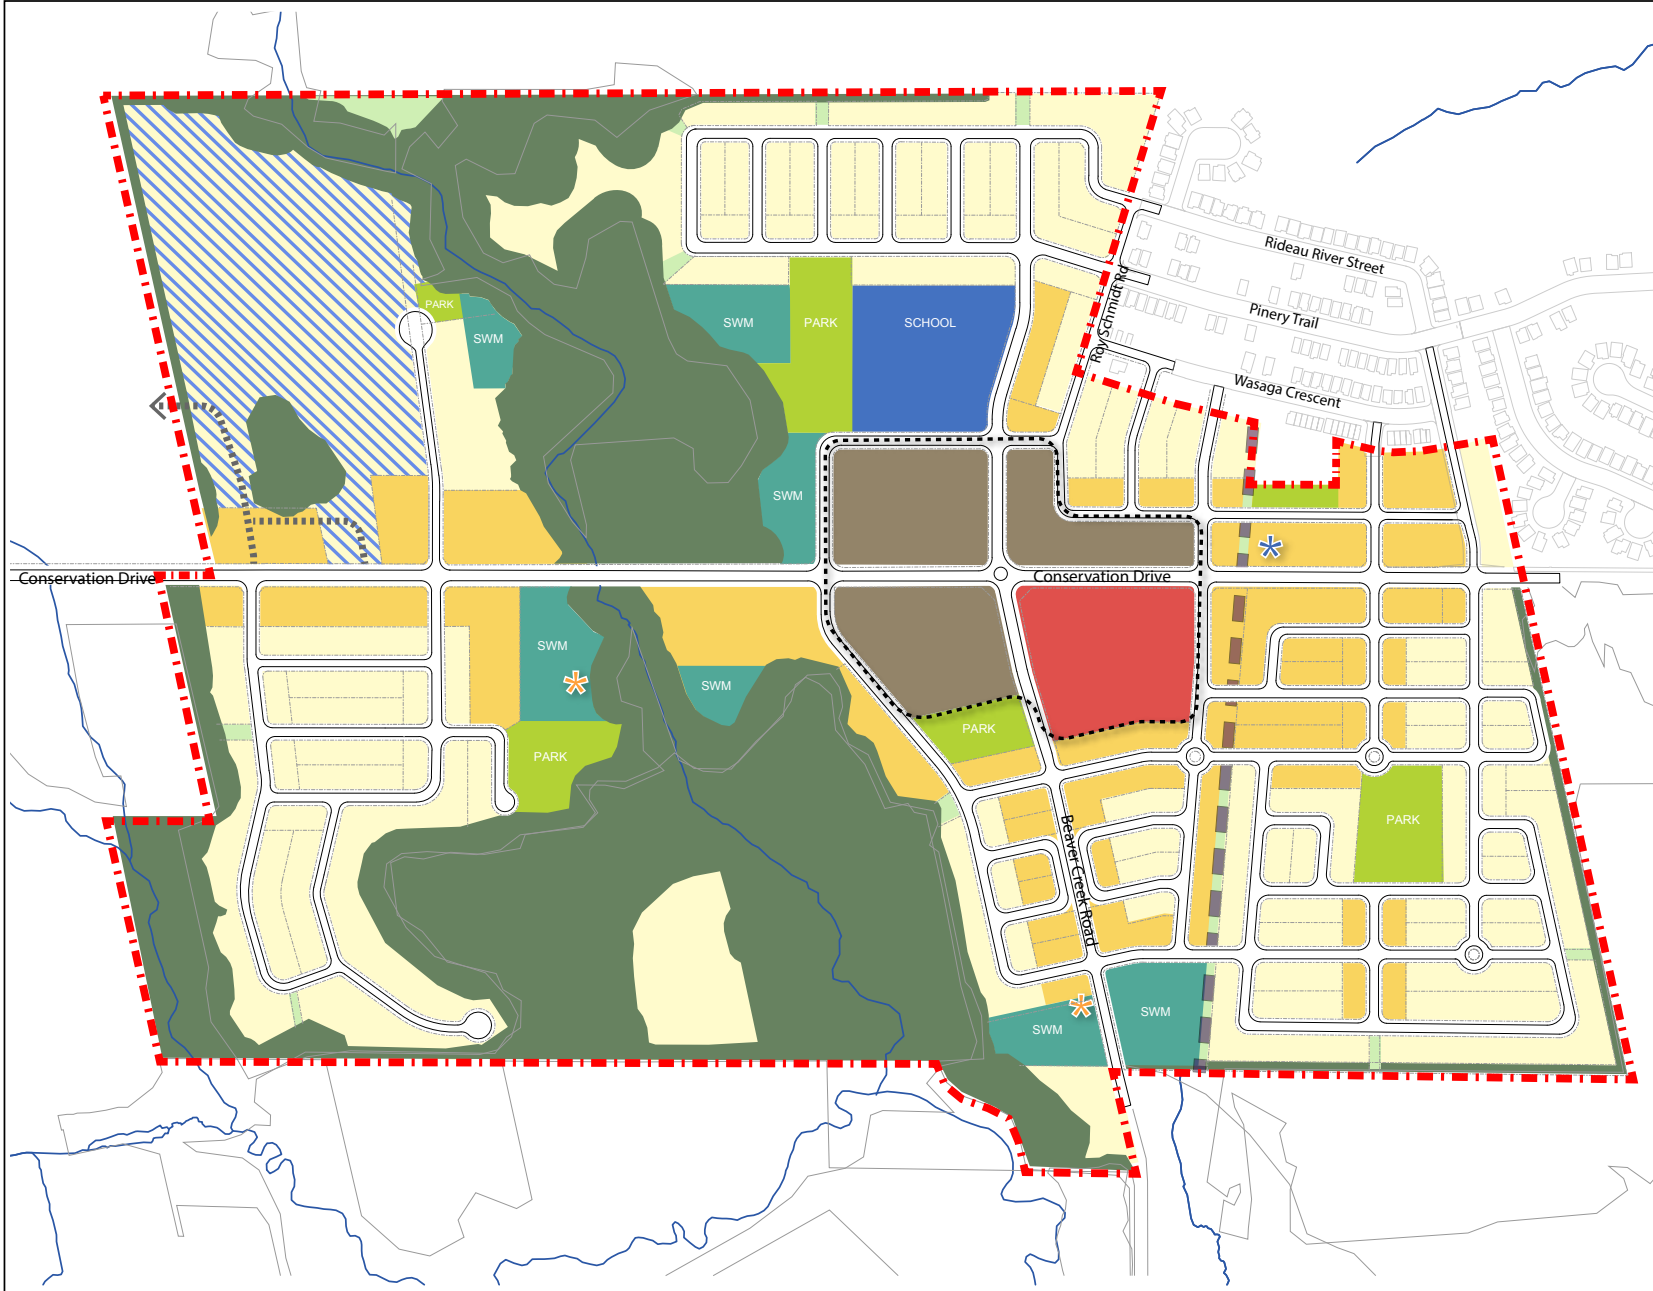 Rideau River Street
Pinery Trail
Roy Schmidt Rd
Wasaga Crescent
PARK
SWM
SWM
PARK
SCHOOL
SWM
Conservation Drive
Conservation Drive
SWM
SWM
PARK
PARK
PARK
Beaver Creek Road
SWM
SWM